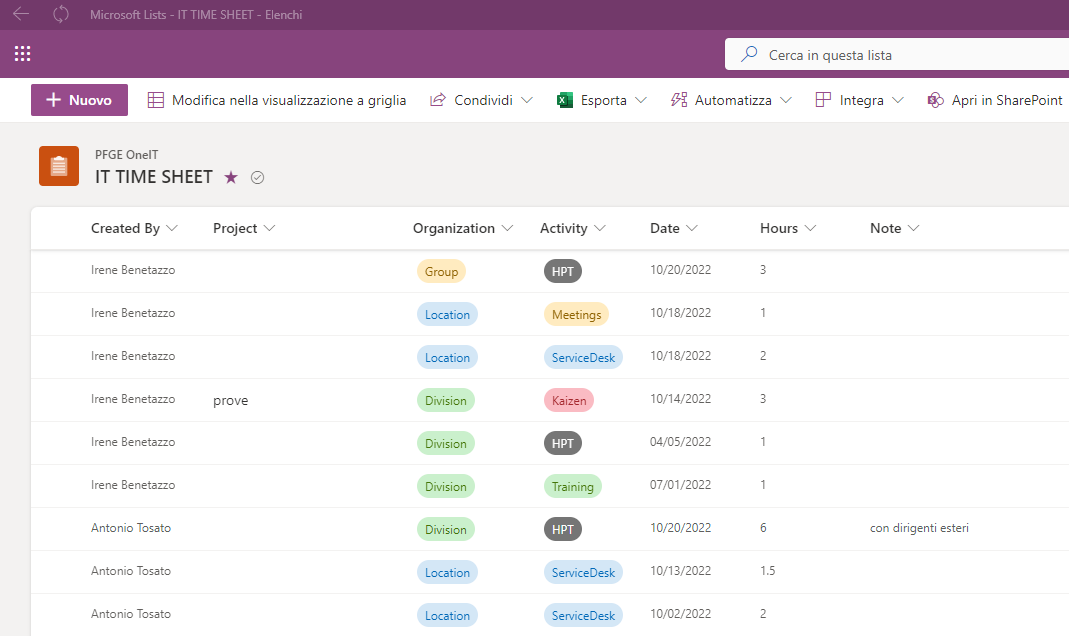 Microsoft Lists - IT TIME SHEET - Elenchi
Cerca in questa lista
Nuovo Modifica nella visualizzazione a griglia Condividi Esporta Automatizza Integra Apri in SharePoint
PFGE OneIT
IT TIME SHEET
Created By Project Organization Activity Date Hours Note
Irene Benetazzo Group HPT 10/20/2022 3
Irene Benetazzo Location Meetings 10/18/2022 1
Irene Benetazzo Location ServiceDesk 10/18/2022 2
Irene Benetazzo prove Division Kaizen 10/14/2022 3
Irene Benetazzo Division HPT 04/05/2022 1
Irene Benetazzo Division Training 07/01/2022 1
Antonio Tosato Division HPT 10/20/2022 6 con dirigenti esteri
Antonio Tosato Location ServiceDesk 10/13/2022 1.5
Antonio Tosato Location ServiceDesk 10/02/2022 2